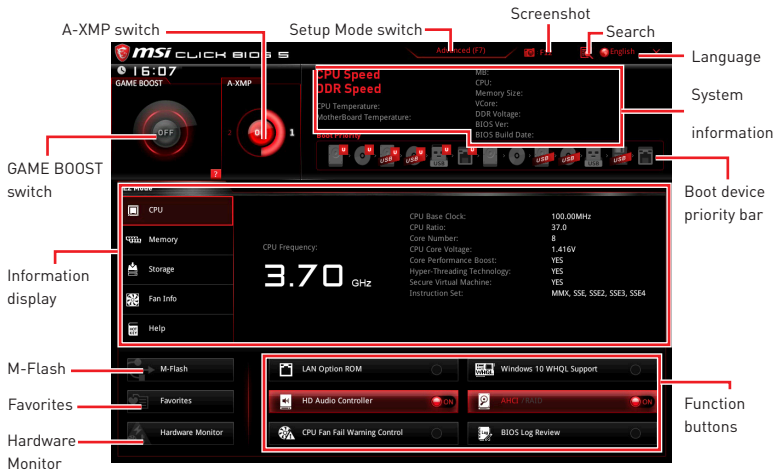 Screenshot
A-XMP switch
Setup Mode switch
Search
msi CLICK BIOS 5
Advanced (F7)
F12
English
X
Language
16:07
GAME BOOST
A-XMP
CPU Speed
DDR Speed
MB:
CPU:
Memory Size:
VCore:
DDR Voltage:
BIOS Ver:
BIOS Build Date:
CPU Temperature:
MotherBoard Temperature:
System
information
OFF
2
1
Boot Priority
U U USB U USB U U U USB USB USB
?
GAME BOOST
switch
Boot device
priority bar
EZ Mode
CPU
Memory
Storage
Fan Info
Help
CPU Frequency:
3.70 GHz
CPU Base Clock: 100.00MHz
CPU Ratio: 37.0
Core Number: 8
CPU Core Voltage: 1.416V
Core Performance Boost: YES
Hyper-Threading Technology: YES
Secure Virtual Machine: YES
Instruction Set: MMX, SSE, SSE2, SSE3, SSE4
Information
display
M-Flash
M-Flash
LAN Option ROM
Windows 10 WHQL Support
Favorites
Favorites
HD Audio Controller
ON
AHCI /RAID
ON
Function
buttons
Hardware
Monitor
Hardware Monitor
CPU Fan Fail Warning Control
BIOS Log Review